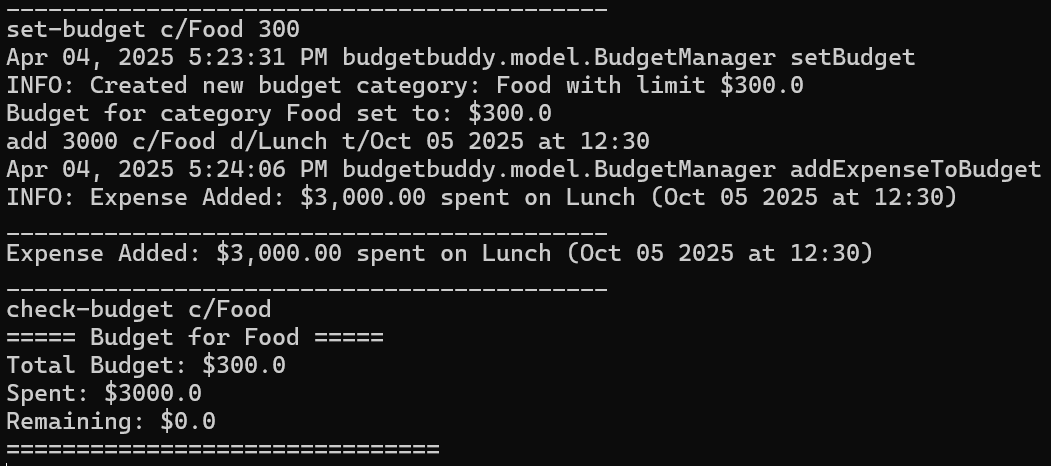 ___________________________________________
set-budget c/Food 300
Apr 04, 2025 5:23:31 PM budgetbuddy.model.BudgetManager setBudget
INFO: Created new budget category: Food with limit $300.0
Budget for category Food set to: $300.0
add 3000 c/Food d/Lunch t/Oct 05 2025 at 12:30
Apr 04, 2025 5:24:06 PM budgetbuddy.model.BudgetManager addExpenseToBudget
INFO: Expense Added: $3,000.00 spent on Lunch (Oct 05 2025 at 12:30)
___________________________________________
Expense Added: $3,000.00 spent on Lunch (Oct 05 2025 at 12:30)
___________________________________________
check-budget c/Food
===== Budget for Food =====
Total Budget: $300.0
Spent: $3000.0
Remaining: $0.0
===============================